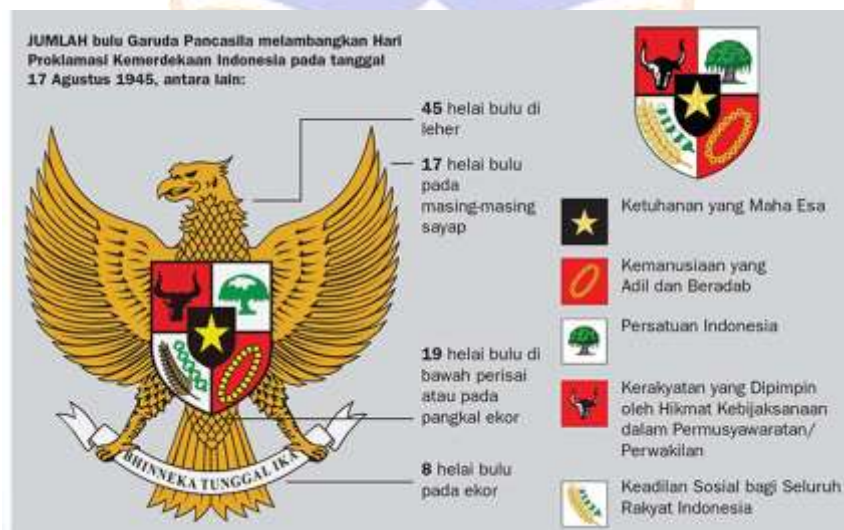 JUMLAH bulu Garuda Pancasila melambangkan Hari
Proklamasi Kemerdekaan Indonesia pada tanggal
17 Agustus 1945, antara lain:
45 helai bulu di
leher
17 helai bulu
pada
masing-masing
sayap
19 helai bulu di
bawah perisai
atau pada
pangkal ekor
8 helai bulu
pada ekor
BHINNEKA TUNGGAL IKA
Ketuhanan yang Maha Esa
Kemanusiaan yang
Adil dan Beradab
Persatuan Indonesia
Kerakyatan yang Dipimpin
oleh Hikmat Kebijaksanaan
dalam Permusyawaratan/
Perwakilan
Keadilan Sosial bagi Seluruh
Rakyat Indonesia